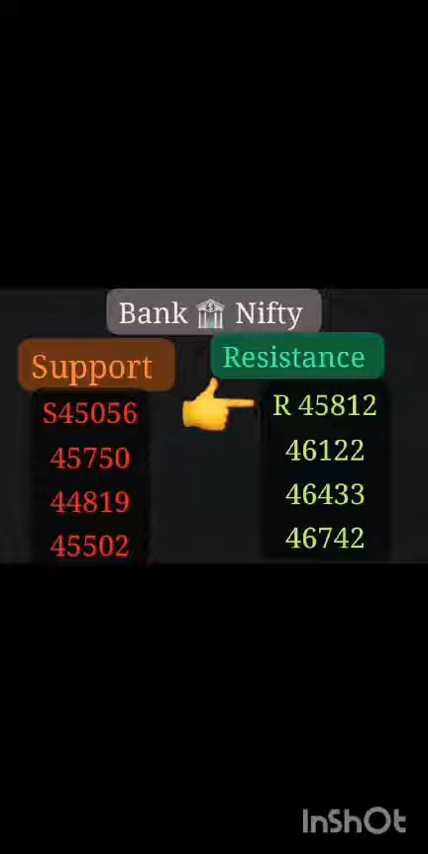 Bank Nifty
Support
Resistance
S45056
R 45812
45750
46122
44819
46433
45502
46742
InShOt